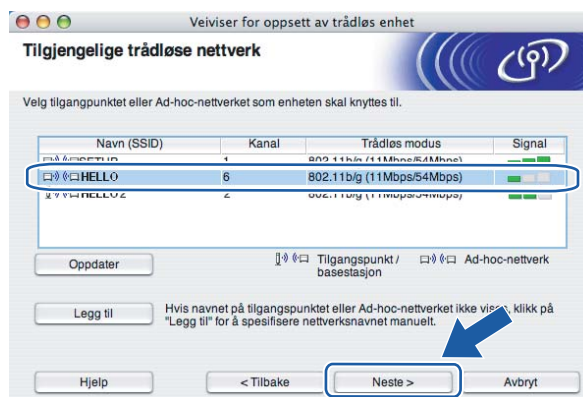 Veiviser for oppsett av trådløs enhet
Tilgjengelige trådløse nettverk
Velg tilgangpunktet eller Ad-hoc-nettverket som enheten skal knyttes til.
Navn (SSID) Kanal Trådløs modus Signal
SETUP 1 802.11b/g (11Mbps/54Mbps)
HELLO 6 802.11b/g (11Mbps/54Mbps)
HELLO2 2 802.11b/g (11Mbps/54Mbps)
Oppdater
Tilgangspunkt / Ad-hoc-nettverk
basestasjon
Legg til
Hvis navnet på tilgangspunktet eller Ad-hoc-nettverket ikke vises, klikk på
"Legg til" for å spesifisere nettverksnavnet manuelt.
Hjelp < Tilbake Neste > Avbryt